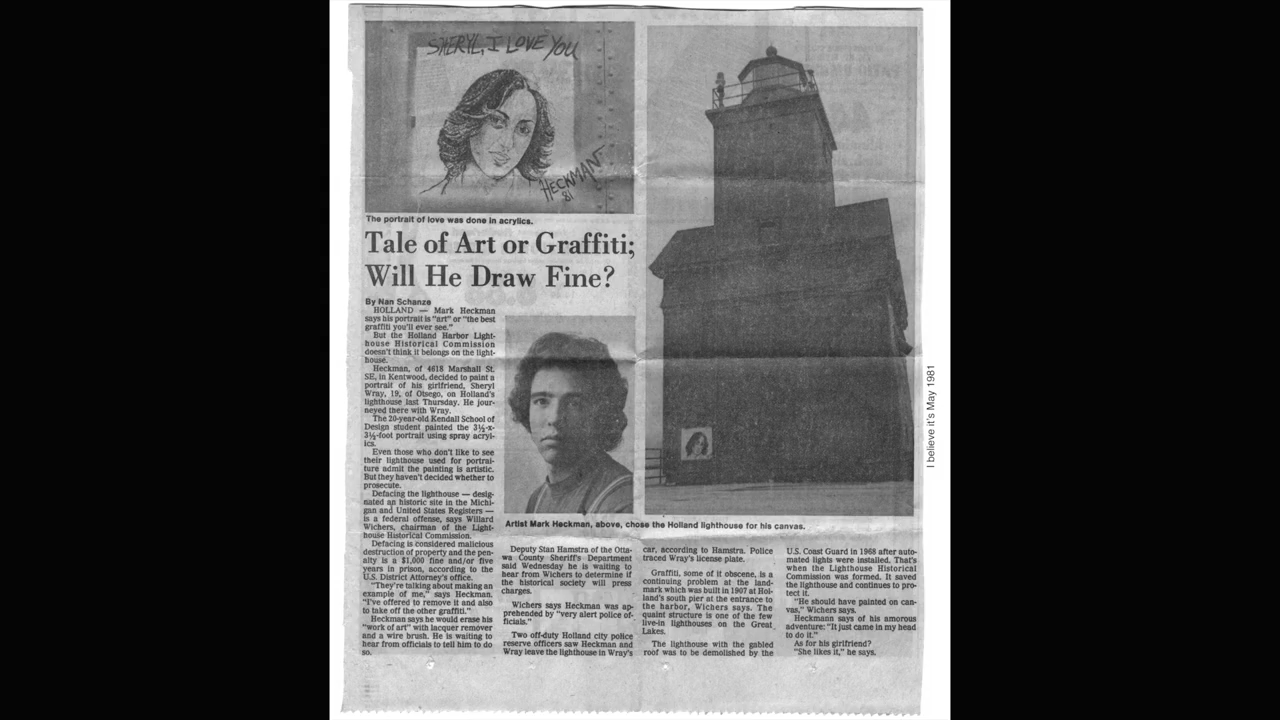 SHERYL, I LOVE YOU
HECKMAN
81
The portrait of love was done in acrylics.
Tale of Art or Graffiti;
Will He Draw Fine?
By Nan Schanze
HOLLAND — Mark Heckman
says his portrait is "art" or "the best
graffiti you'll ever see."
But the Holland Harbor Light-
house Historical Commission
doesn't think it belongs on the light-
house.
Heckman, of 4618 Marshall St.
SE, in Kentwood, decided to paint a
portrait of his girlfriend, Sheryl
Wray, 19, of Otsego, on Holland's
lighthouse last Thursday. He jour-
neyed there with Wray.
The 20-year-old Kendall School of
Design student painted the 3½-x-
3½-foot portrait using spray acryl-
ics.
Even those who don't like to see
their lighthouse used for portrai-
ture admit the painting is artistic.
But they haven't decided whether to
prosecute.
Defacing the lighthouse — desig-
nated an historic site in the Michi-
gan and United States Registers —
is a federal offense, says Willard
Wichers, chairman of the Light-
house Historical Commission.
Defacing is considered malicious
destruction of property and the pen-
alty is a $1,000 fine and/or five
years in prison, according to the
U.S. District Attorney's office.
"They're talking about making an
example of me," says Heckman.
"I've offered to remove it and also
to take off the other graffiti."
Heckman says he would erase his
"work of art" with lacquer remover
and a wire brush. He is waiting to
hear from officials to tell him to do
so.
Artist Mark Heckman, above, chose the Holland lighthouse for his canvas.
Deputy Stan Hamstra of the Otta-
wa County Sheriff's Department
said Wednesday he is waiting to
hear from Wichers to determine if
the historical society will press
charges.
Wichers says Heckman was ap-
prehended by "very alert police of-
ficials."
Two off-duty Holland city police
reserve officers saw Heckman and
Wray leave the lighthouse in Wray's
car, according to Hamstra. Police
traced Wray's license plate.
Graffiti, some of it obscene, is a
continuing problem at the land-
mark which was built in 1907 at Hol-
land's south pier at the entrance to
the harbor, Wichers says. The
quaint structure is one of the few
live-in lighthouses on the Great
Lakes.
The lighthouse with the gabled
roof was to be demolished by the
U.S. Coast Guard in 1968 after auto-
mated lights were installed. That's
when the Lighthouse Historical
Commission was formed. It saved
the lighthouse and continues to pro-
tect it.
"He should have painted on can-
vas," Wichers says.
Heckmann says of his amorous
adventure: "It just came in my head
to do it."
As for his girlfriend?
"She likes it," he says.
I believe it's May 1981